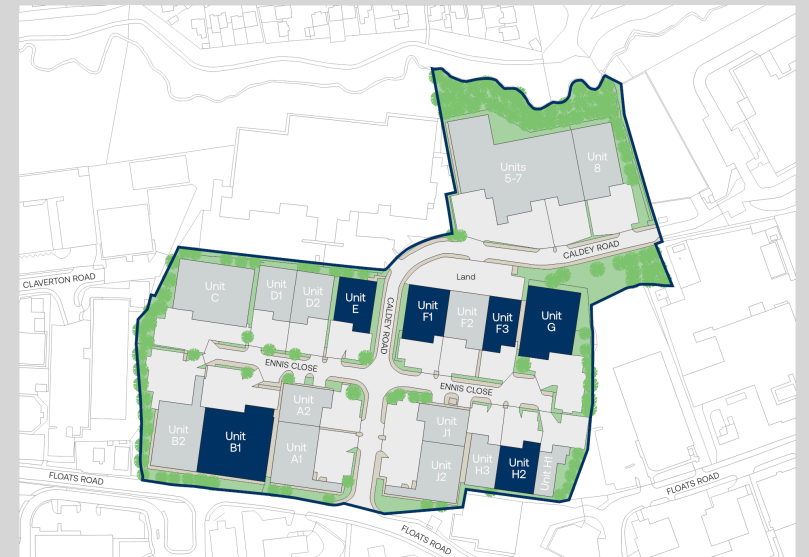 Units
5-7
Unit
8
CALDEY ROAD
CLAVERTON ROAD
Land
Unit
C
Unit
D1
Unit
D2
Unit
E
CALDEY ROAD
Unit
F1
Unit
F2
Unit
F3
Unit
G
ENNIS CLOSE
ENNIS CLOSE
Unit
B2
Unit
B1
Unit
A2
Unit
A1
Unit
J1
Unit
J2
Unit
H3
Unit
H2
Unit H1
FLOATS ROAD
FLOATS ROAD
FLOATS ROAD